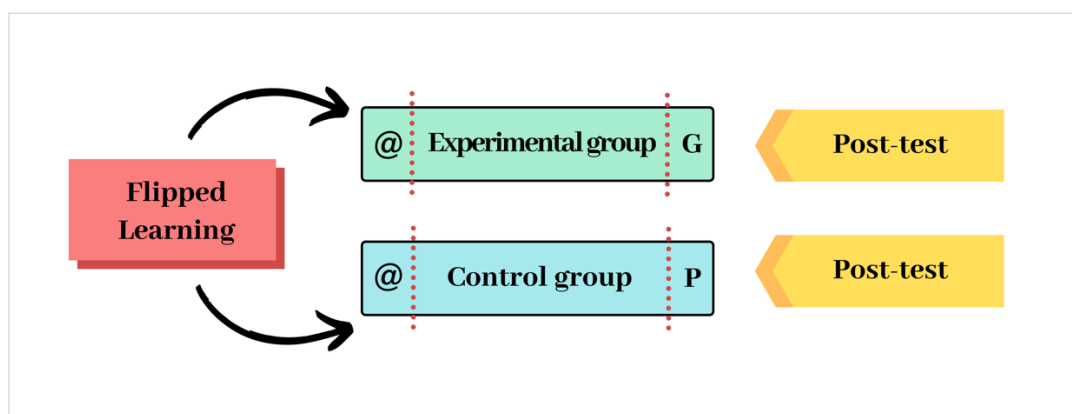 Flipped
Learning
@ Experimental group G
Post-test
@ Control group P
Post-test